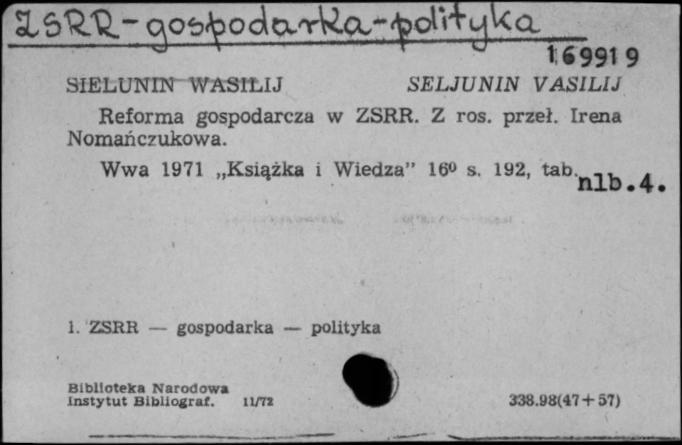 ZSRR-gospodarka-polityka
169919
SIELUNIN WASILIJ SELJUNIN VASILIJ
Reforma gospodarcza w ZSRR. Z ros. przeł. Irena
Nomańczukowa.
Wwa 1971 „Książka i Wiedza” 16⁰ s. 192, tab.
nlb.4.
1. ZSRR — gospodarka — polityka
Biblioteka Narodowa
Instytut Bibliograf. 11/72
338.98(47+57)